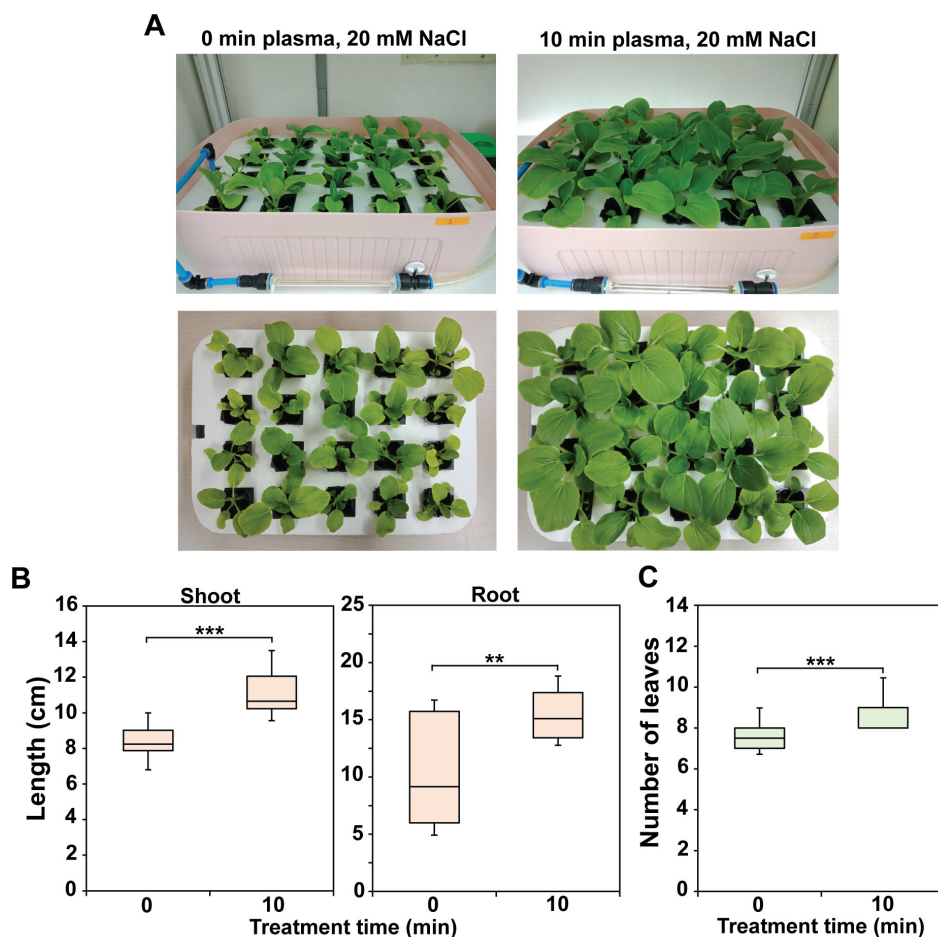 A
0 min plasma, 20 mM NaCl
10 min plasma, 20 mM NaCl
B
Shoot
Length (cm)
16
14
12
10
8
6
4
2
0
***
0
10
Root
25
20
15
10
5
0
**
0
10
Treatment time (min)
C
Number of leaves
14
12
10
8
6
4
2
0
***
0
10
Treatment time (min)